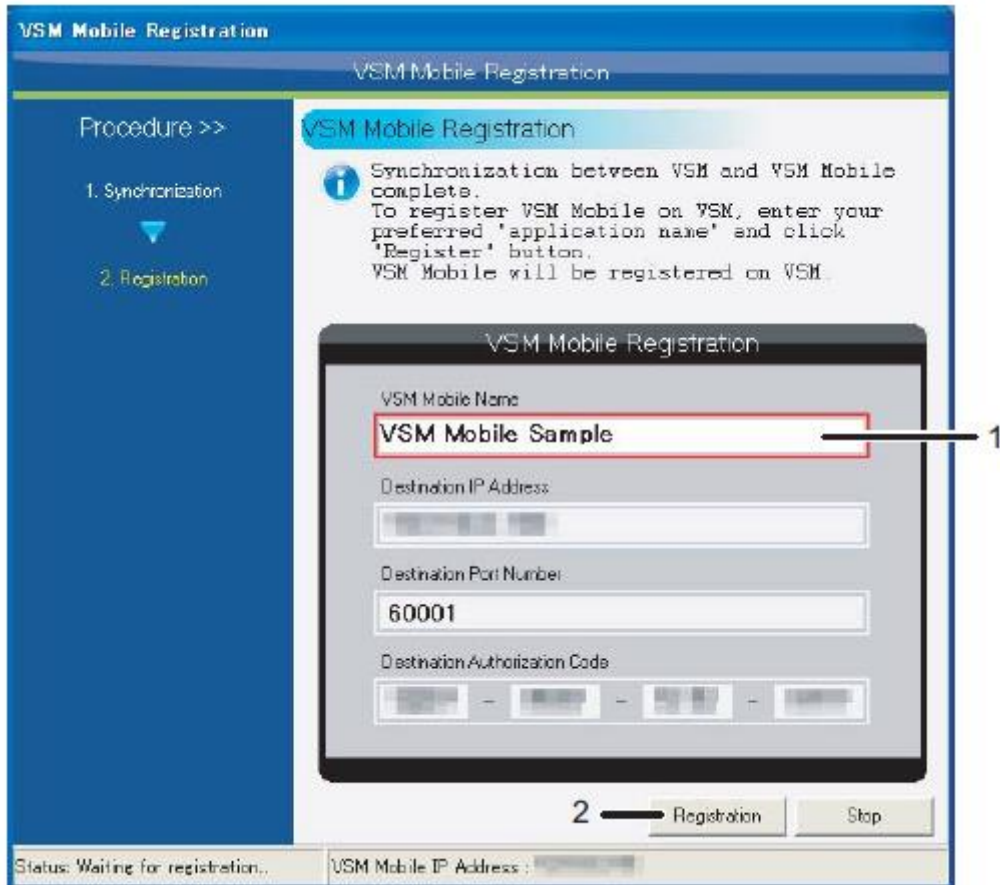 VSM Mobile Registration
VSM Mobile Registration
Procedure >>
1. Synchronization
2. Registration
VSM Mobile Registration
Synchronization between VSM and VSM Mobile
complete.
To register VSM Mobile on VSM, enter your
preferred 'application name' and click
'Register' button.
VSM Mobile will be registered on VSM.
VSM Mobile Registration
VSM Mobile Name
VSM Mobile Sample
1
Destination IP Address
Destination Port Number
60001
Destination Authorization Code
- - -
2
Registration Stop
Status: Waiting for registration..
VSM Mobile IP Address :